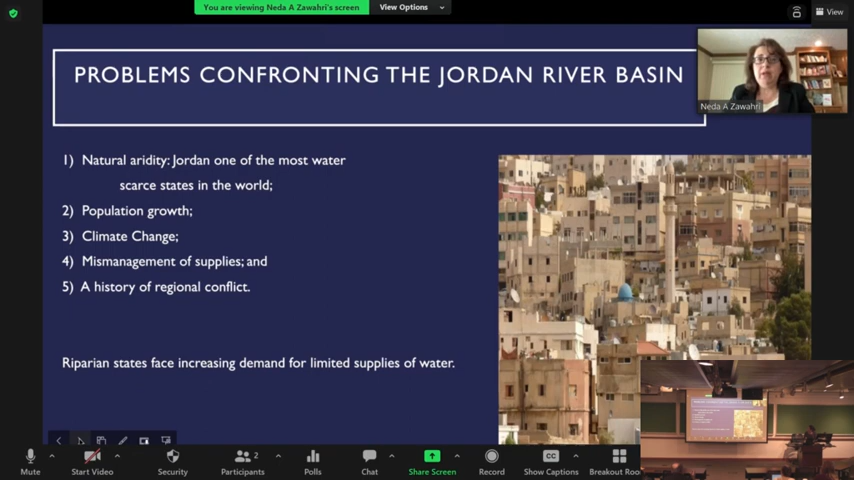 You are viewing Neda A Zawahri's screen
View Options
View
PROBLEMS CONFRONTING THE JORDAN RIVER BASIN
Neda A Zawahri
1) Natural aridity: Jordan one of the most water
scarce states in the world;
2) Population growth;
3) Climate Change;
4) Mismanagement of supplies; and
5) A history of regional conflict.
Riparian states face increasing demand for limited supplies of water.
2
Mute
Start Video
Security
Participants
Polls
Chat
Share Screen
Record
CC
Show Captions
Breakout Roo